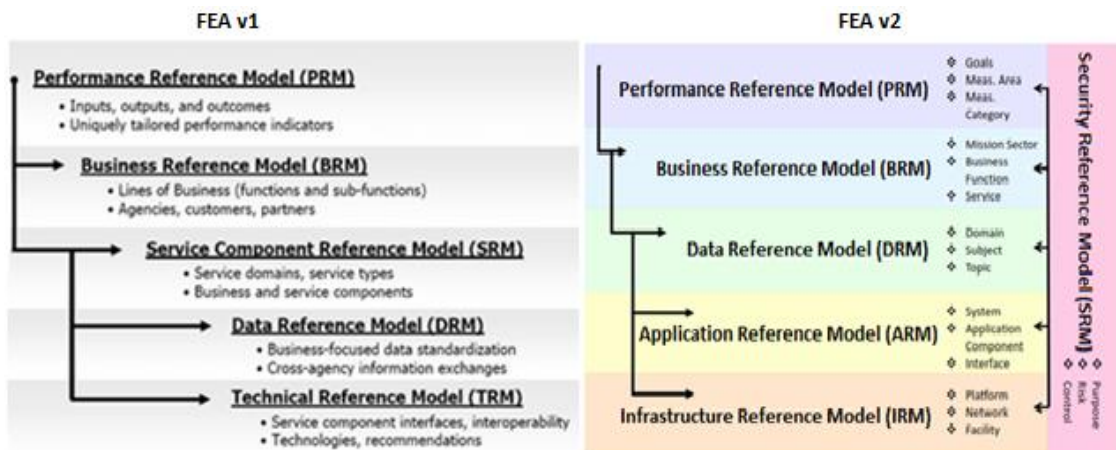 FEA v1
Performance Reference Model (PRM)
• Inputs, outputs, and outcomes
• Uniquely tailored performance indicators
Business Reference Model (BRM)
• Lines of Business (functions and sub-functions)
• Agencies, customers, partners
Service Component Reference Model (SRM)
• Service domains, service types
• Business and service components
Data Reference Model (DRM)
• Business-focused data standardization
• Cross-agency information exchanges
Technical Reference Model (TRM)
• Service component interfaces, interoperability
• Technologies, recommendations
FEA v2
Performance Reference Model (PRM)
❖ Goals
❖ Meas. Area
❖ Meas.
Category
Business Reference Model (BRM)
❖ Mission Sector
❖ Business
Function
❖ Service
Data Reference Model (DRM)
❖ Domain
❖ Subject
❖ Topic
Application Reference Model (ARM)
❖ System
❖ Application
Component
❖ Interface
Infrastructure Reference Model (IRM)
❖ Platform
❖ Network
❖ Facility
Security Reference Model (SRM)
❖ Purpose
❖ Risk
❖ Control